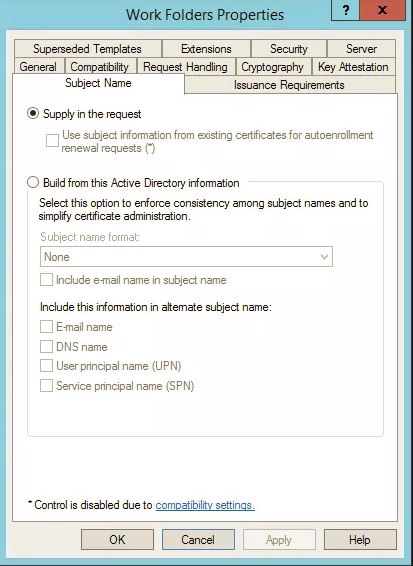 Work Folders Properties
? x
Superseded Templates Extensions Security Server
General Compatibility Request Handling Cryptography Key Attestation
Subject Name Issuance Requirements
Supply in the request
Use subject information from existing certificates for autoenrollment
renewal requests (*)
Build from this Active Directory information
Select this option to enforce consistency among subject names and to
simplify certificate administration.
Subject name format:
None
Include e-mail name in subject name
Include this information in alternate subject name:
E-mail name
DNS name
User principal name (UPN)
Service principal name (SPN)
* Control is disabled due to compatibility settings.
OK Cancel Apply Help